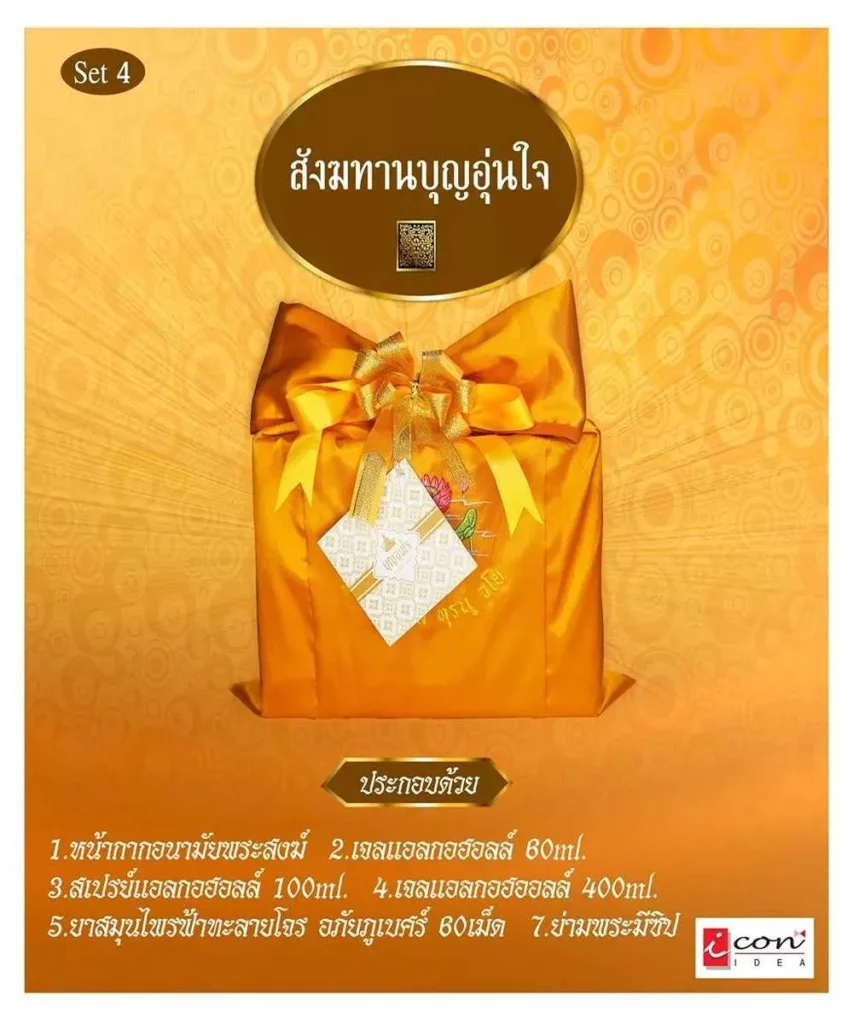 Set 4
สังฆทานบุญอุ่นใจ
ประกอบด้วย
1.หน้ากากอนามัยพระสงฆ์ 2.เจลแอลกอฮอลล์ 60ml.
3.สเปรย์แอลกอฮอลล์ 100ml. 4.เจลแอลกอฮออลล์ 400ml.
5.ยาสมุนไพรฟ้าทะลายโจร อภัยภูเบศร์ 60เม็ด 7.ย่ามพระมีซิป
icon
IDEA